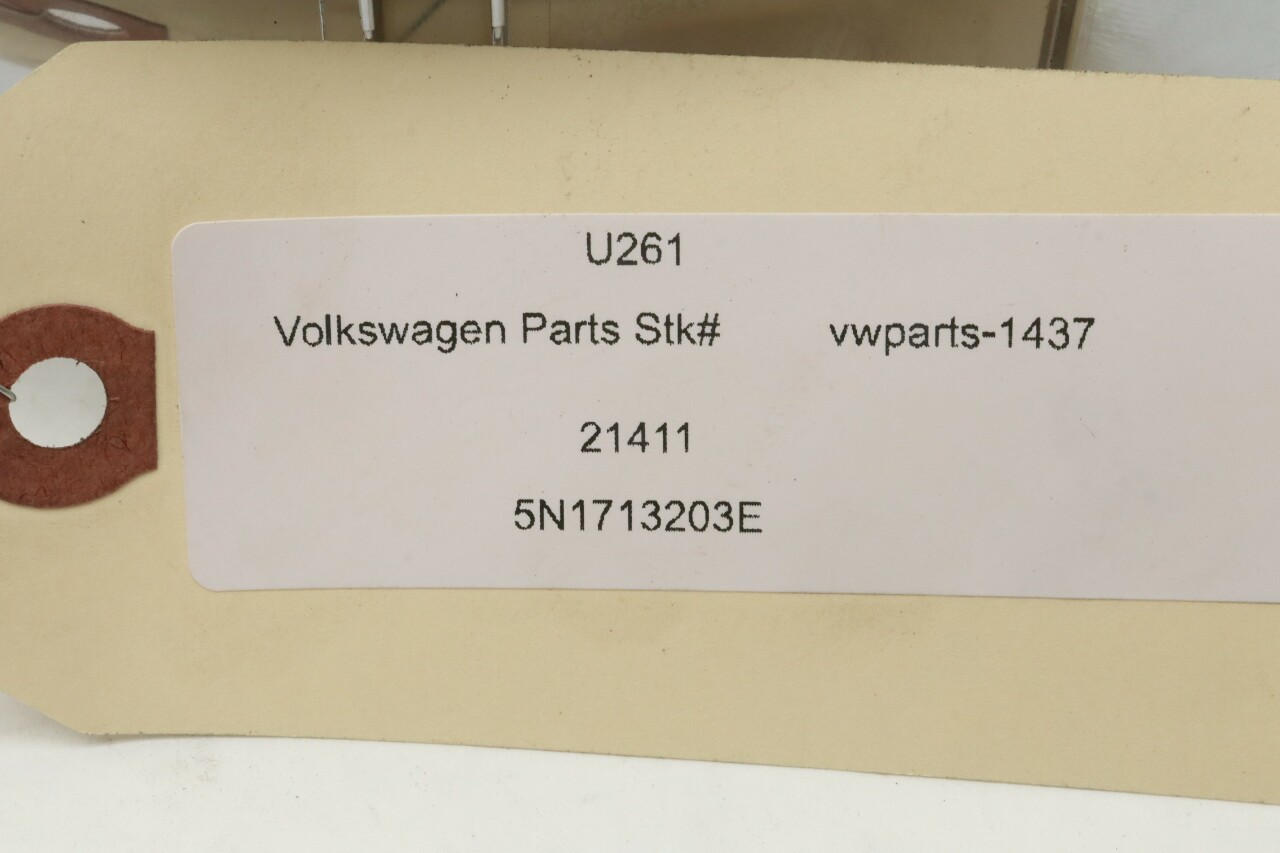 U261
Volkswagen Parts Stk# vwparts-1437
21411
5N1713203E